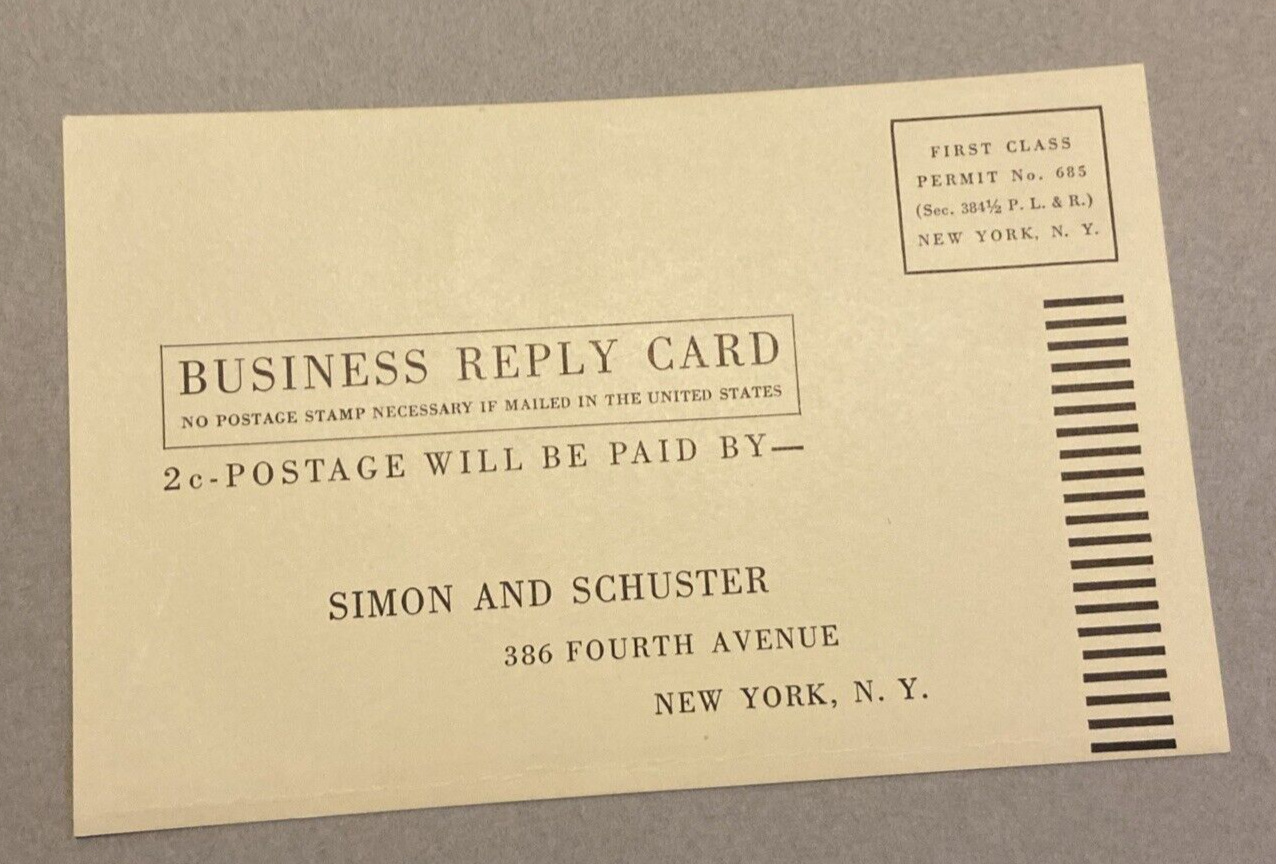 FIRST CLASS
PERMIT No. 685
(Sec. 384½ P. L. & R.)
NEW YORK, N. Y.
BUSINESS REPLY CARD
NO POSTAGE STAMP NECESSARY IF MAILED IN THE UNITED STATES
2c-POSTAGE WILL BE PAID BY—
SIMON AND SCHUSTER
386 FOURTH AVENUE
NEW YORK, N. Y.